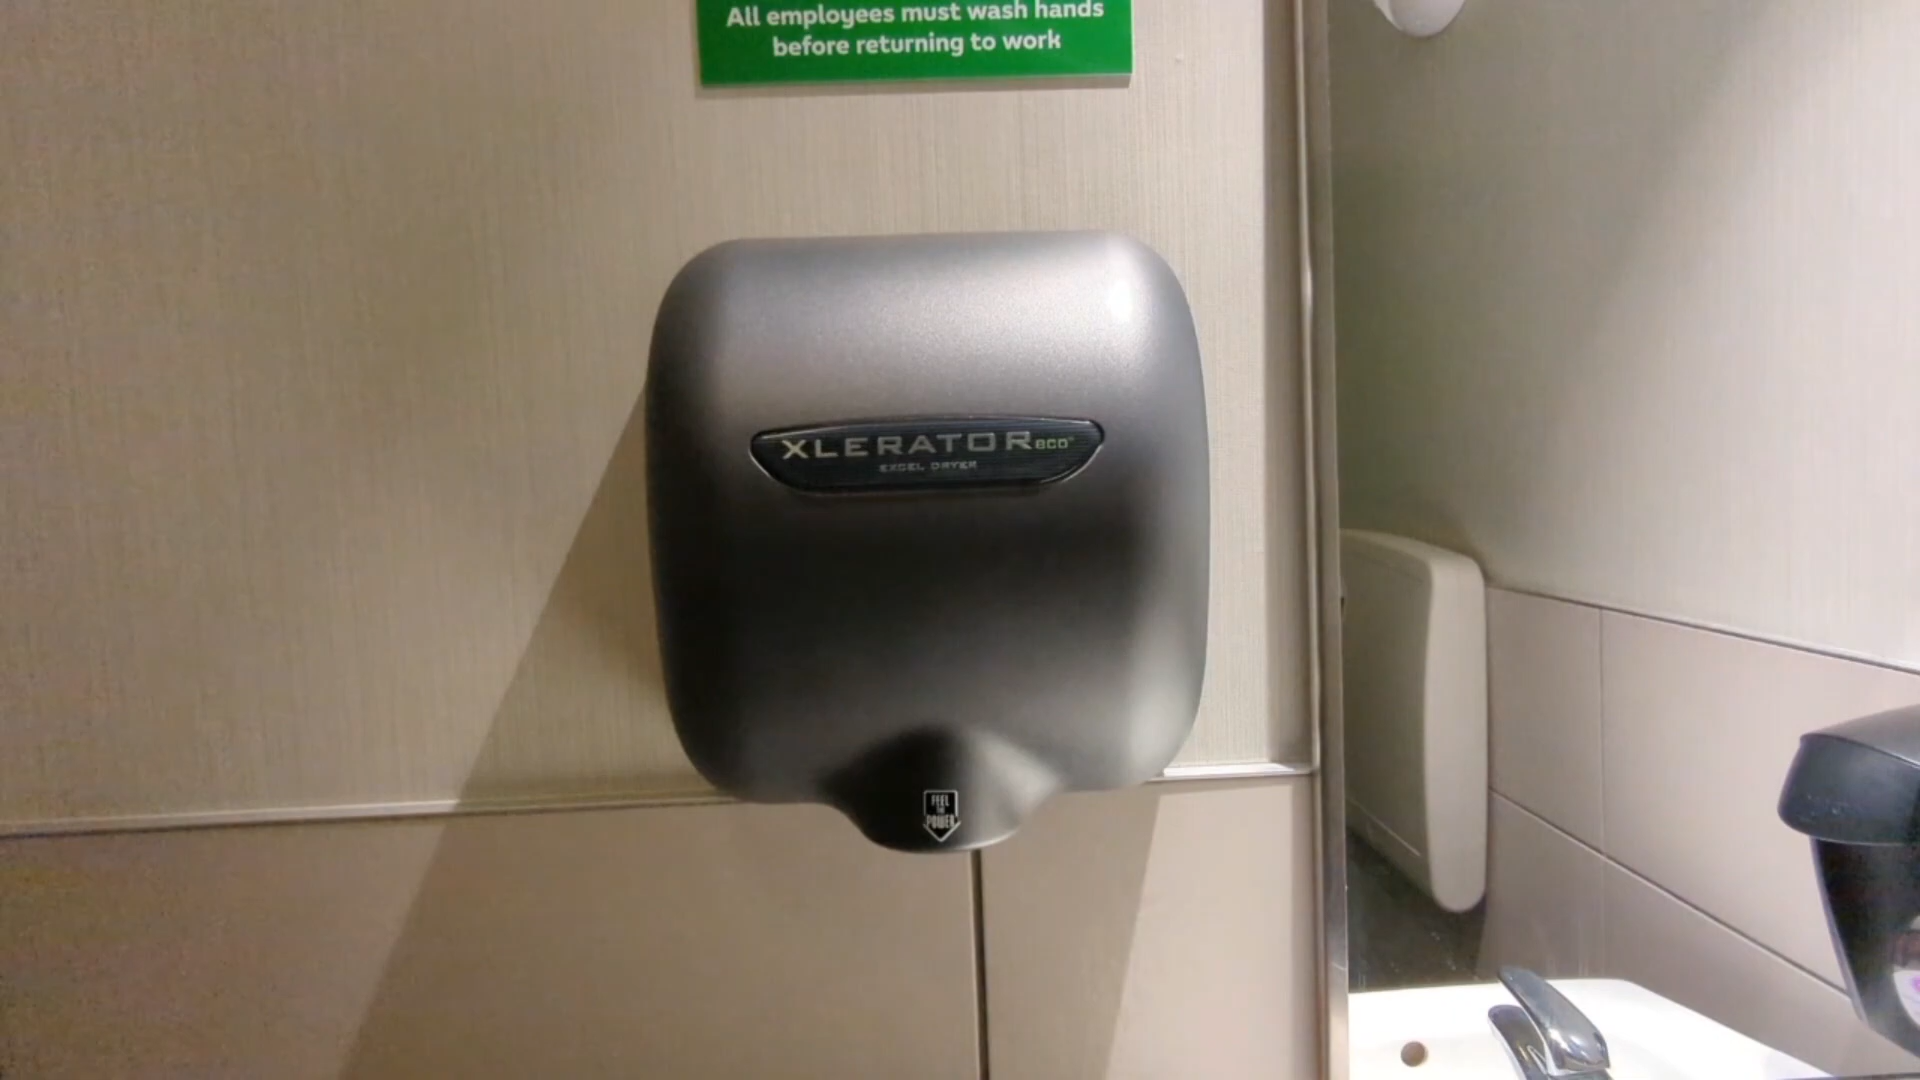 All employees must wash hands
before returning to work
XLERATOReco®
EXCEL DRYER
FEEL
THE
POWER